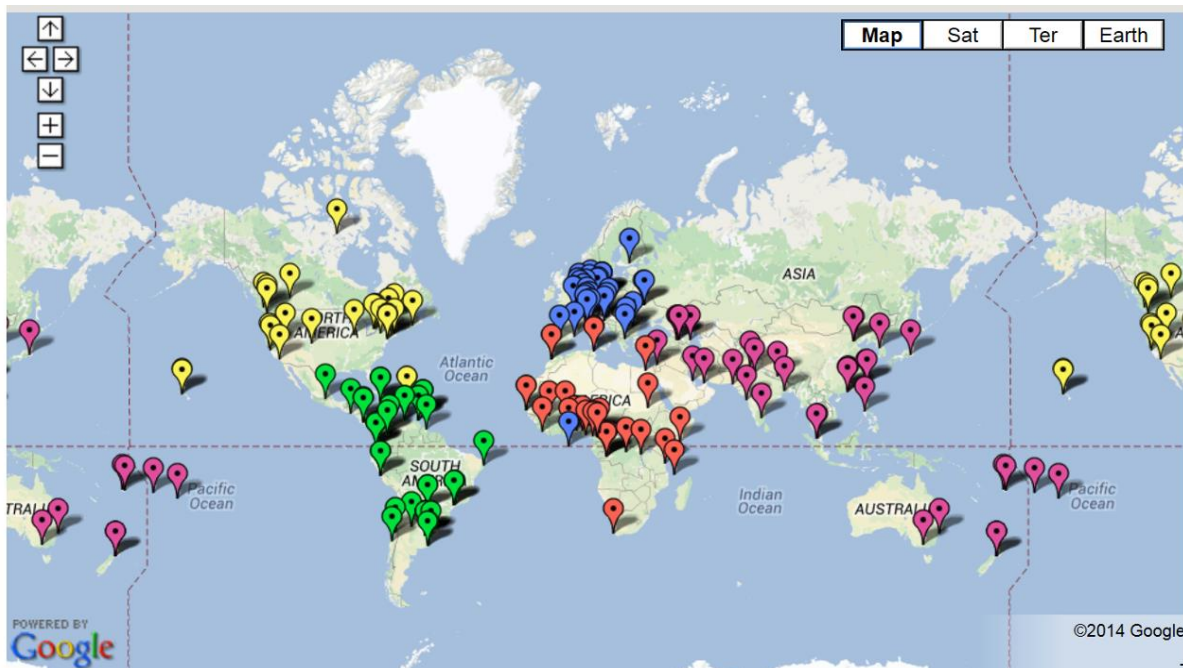 Map Sat Ter Earth
ASIA
NORTH
AMERICA
Atlantic
Ocean
AFRICA
SOUTH
AMERICA
Pacific
Ocean
Indian
Ocean
Pacific
Ocean
TRALI
AUSTRALI
POWERED BY
Google
©2014 Google